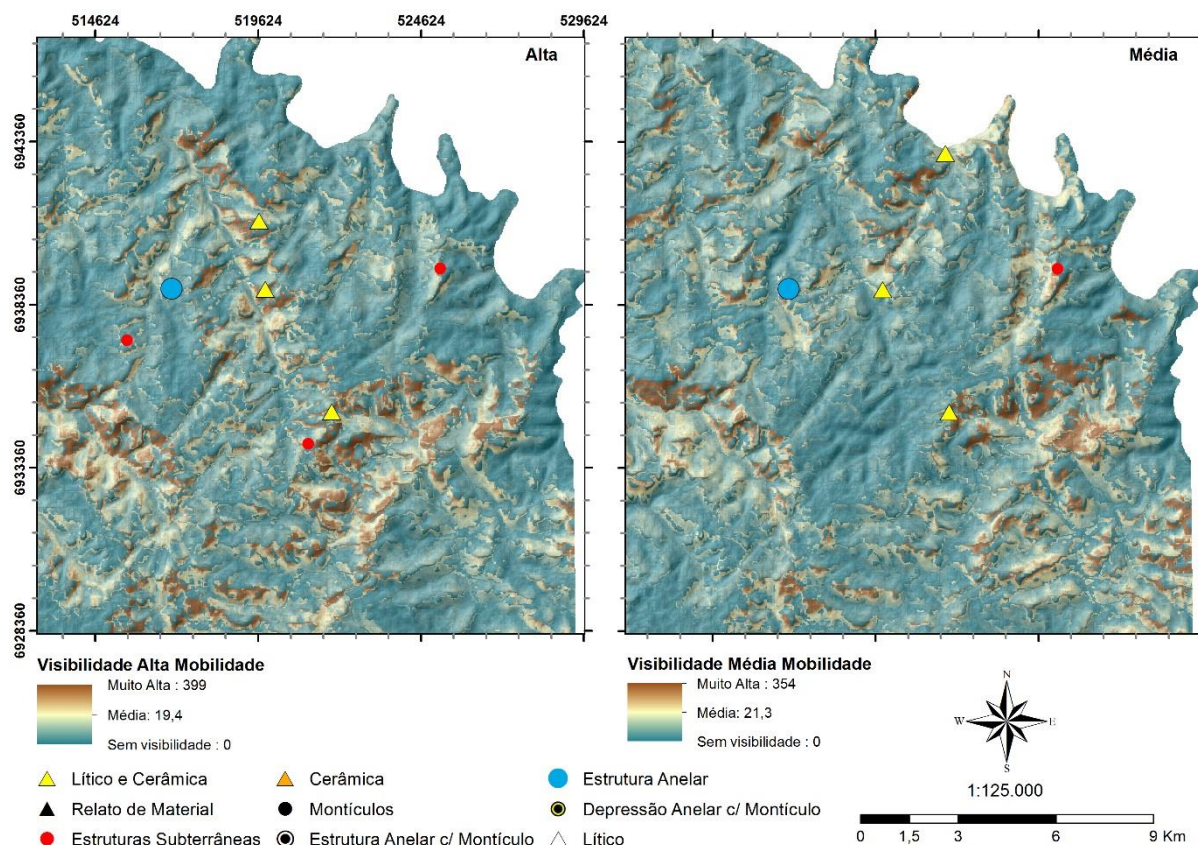 514624 519624 524624 529624
Alta
Média
6943360
6938360
6933360
6928360
Visibilidade Alta Mobilidade
Muito Alta : 399
Média: 19,4
Sem visibilidade : 0
Visibilidade Média Mobilidade
Muito Alta : 354
Média: 21,3
Sem visibilidade : 0
N
W E
S
1:125.000
0 1,5 3 6 9 Km
Lítico e Cerâmica
Cerâmica
Estrutura Anelar
Relato de Material
Montículos
Depressão Anelar c/ Montículo
Estruturas Subterrâneas
Estrutura Anelar c/ Montículo
Lítico